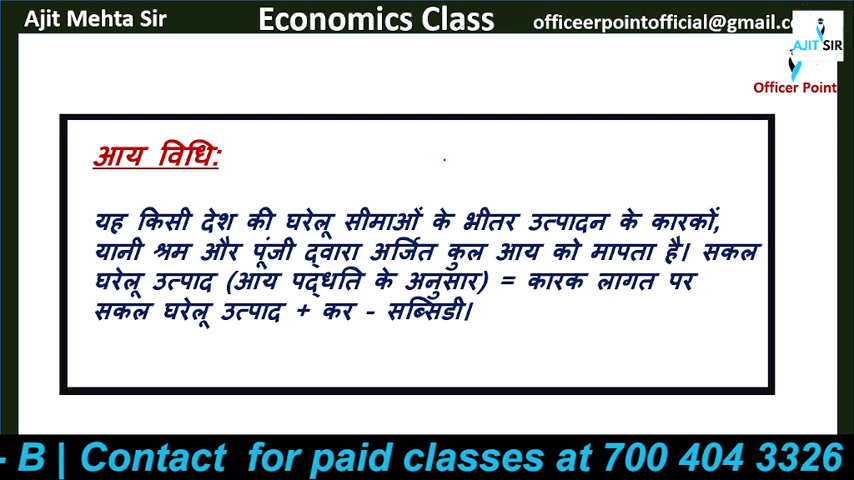 Ajit Mehta Sir
Economics Class
officeerpointofficial@gmail.co
AJIT SIR
Officer Point
आय विधि:
यह किसी देश की घरेलू सीमाओं के भीतर उत्पादन के कारकों,
यानी श्रम और पूंजी द्वारा अर्जित कुल आय को मापता है। सकल
घरेलू उत्पाद (आय पद्धति के अनुसार) = कारक लागत पर
सकल घरेलू उत्पाद + कर - सब्सिडी।
- B | Contact for paid classes at 700 404 3326